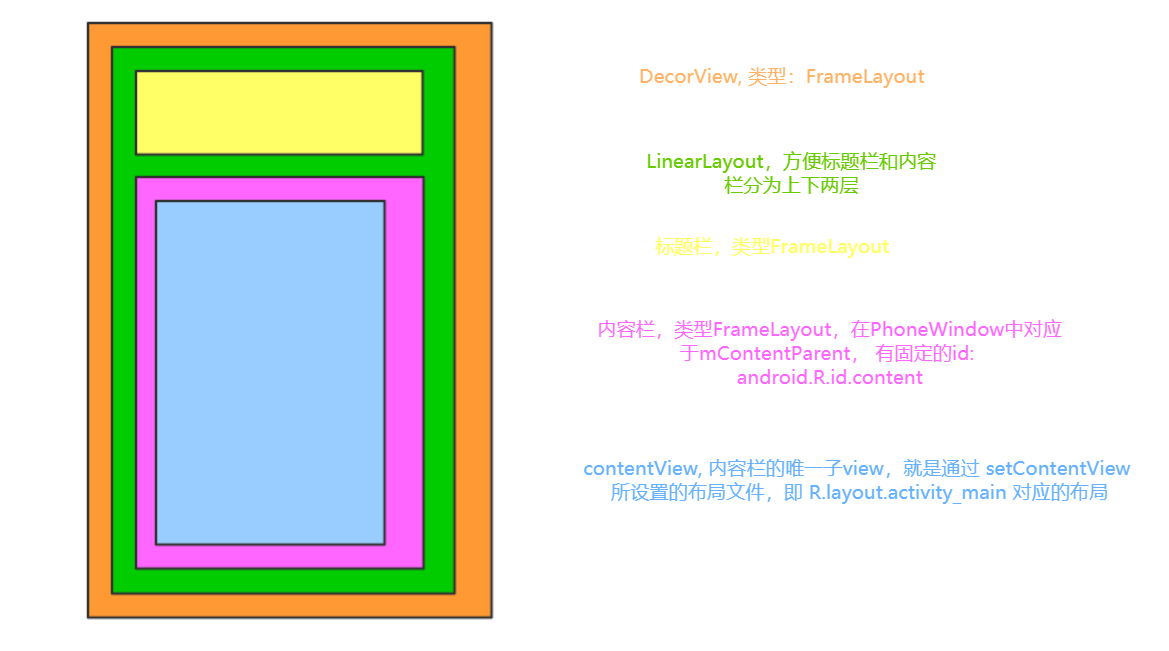 DecorView, 类型：FrameLayout
LinearLayout，方便标题栏和内容
栏分为上下两层
标题栏，类型FrameLayout
内容栏，类型FrameLayout，在PhoneWindow中对应
于mContentParent， 有固定的id:
android.R.id.content
contentView, 内容栏的唯一子view，就是通过 setContentView
所设置的布局文件，即 R.layout.activity_main 对应的布局